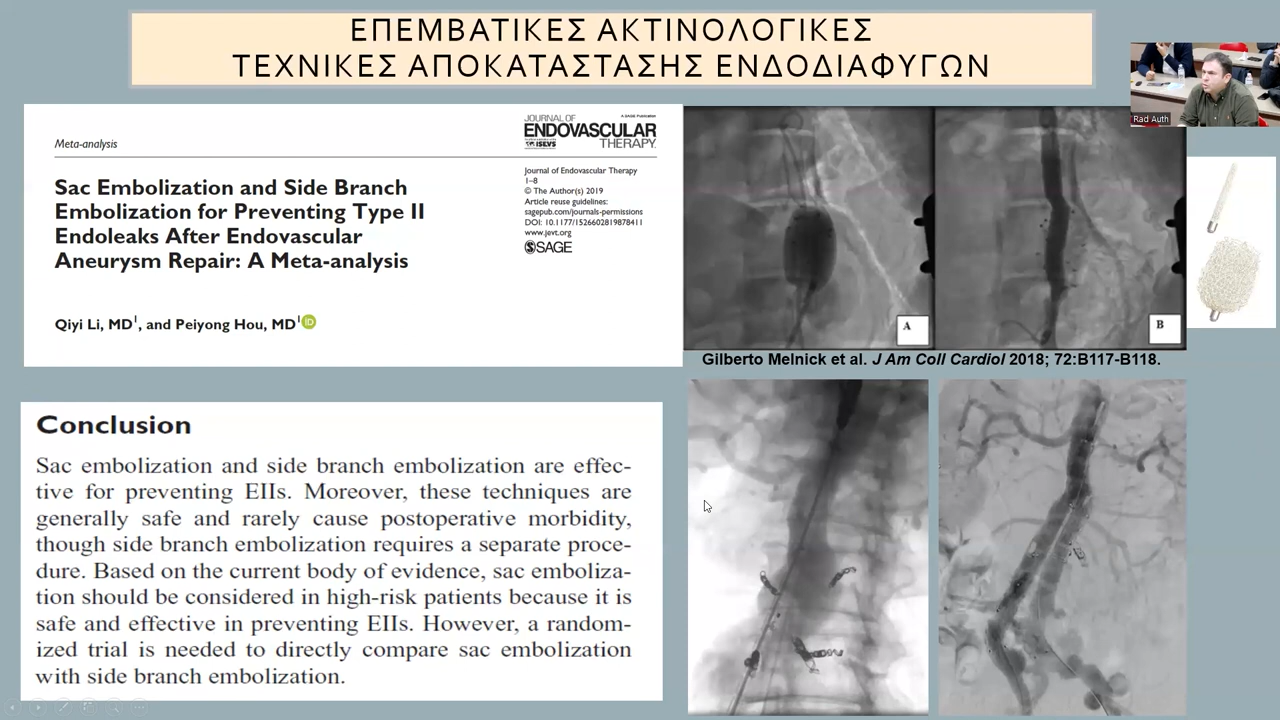 ΕΠΕΜΒΑΤΙΚΕΣ ΑΚΤΙΝΟΛΟΓΙΚΕΣ
ΤΕΧΝΙΚΕΣ ΑΠΟΚΑΤΑΣΤΑΣΗΣ ΕΝΔΟΔΙΑΦΥΓΩΝ
Rad Auth
Meta-analysis
A SAGE Publication
JOURNAL OF
ENDOVASCULAR
THERAPY
ISEVS
Sac Embolization and Side Branch
Embolization for Preventing Type II
Endoleaks After Endovascular
Aneurysm Repair: A Meta-analysis
Journal of Endovascular Therapy
1–8
© The Author(s) 2019
Article reuse guidelines:
sagepub.com/journals-permissions
DOI: 10.1177/1526602819878411
www.jevt.org
SAGE
Qiyi Li, MD1, and Peiyong Hou, MD1 iD
A
B
Gilberto Melnick et al. J Am Coll Cardiol 2018; 72:B117-B118.
Conclusion
Sac embolization and side branch embolization are effec-
tive for preventing EIIs. Moreover, these techniques are
generally safe and rarely cause postoperative morbidity,
though side branch embolization requires a separate proce-
dure. Based on the current body of evidence, sac emboliza-
tion should be considered in high-risk patients because it is
safe and effective in preventing EIIs. However, a random-
ized trial is needed to directly compare sac embolization
with side branch embolization.